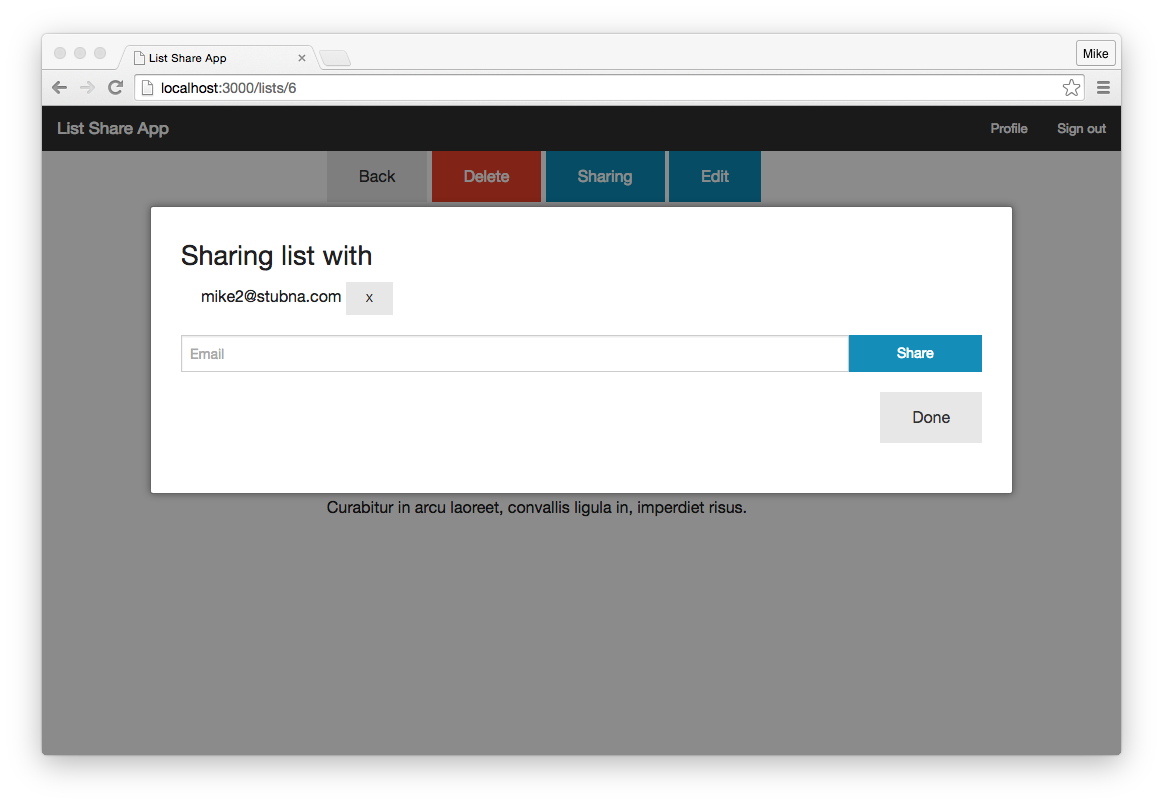 List Share App
Mike
localhost:3000/lists/6
List Share App Profile Sign out
Back Delete Sharing Edit
Sharing list with
mike2@stubna.com x
Email Share
Done
Curabitur in arcu laoreet, convallis ligula in, imperdiet risus.